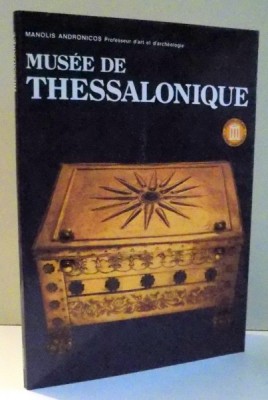 MANOLIS ANDRONICOS Professeur d'art et d'archéologie
MUSÉE DE
THESSALONIQUE